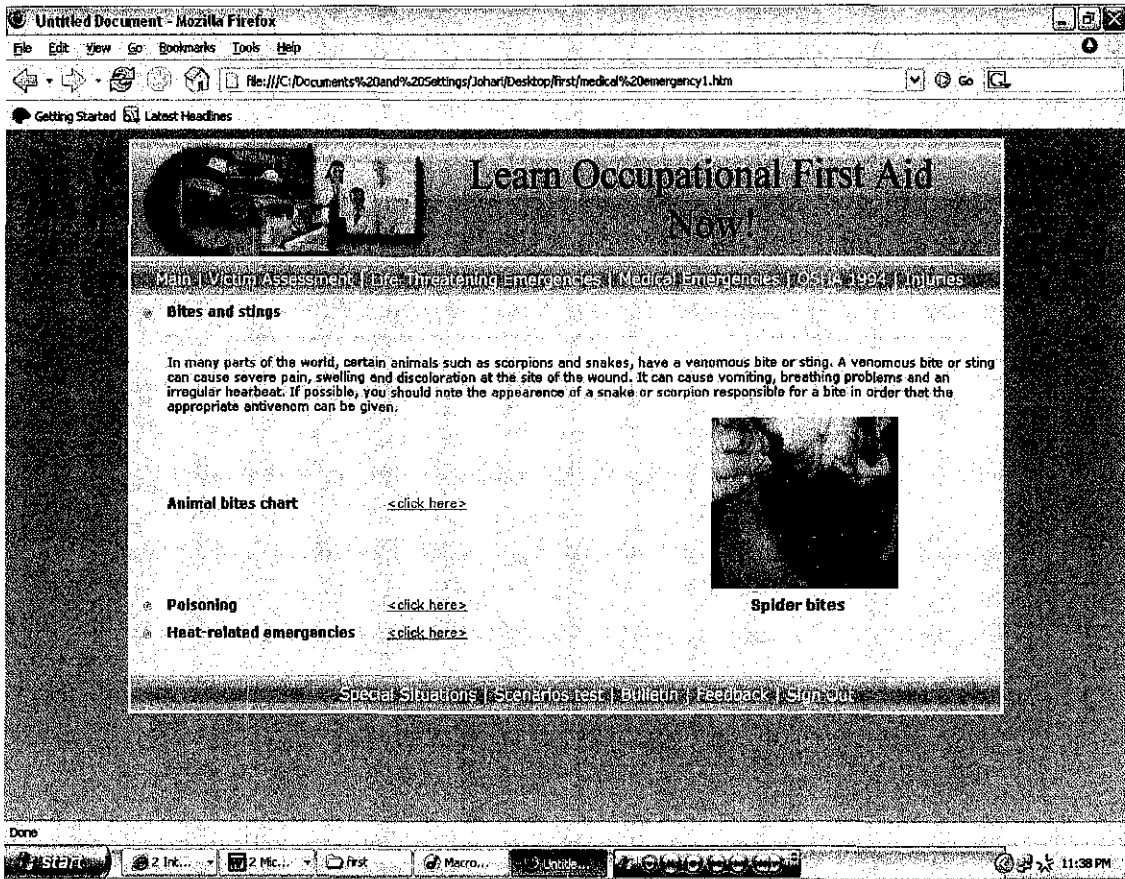 Untitled Document - Mozilla Firefox
File Edit View Go Bookmarks Tools Help
file:///C:/Documents%20and%20Settings/Johari/Desktop/first/medical%20emergency1.htm
Go
Getting Started Latest Headlines
Learn Occupational First Aid
Now!
Main | Victim Assessment | Life-Threatening Emergencies | Medical Emergencies | OSHA 1994 | Injuries
Bites and stings
In many parts of the world, certain animals such as scorpions and snakes, have a venomous bite or sting. A venomous bite or sting
can cause severe pain, swelling and discoloration at the site of the wound. It can cause vomiting, breathing problems and an
irregular hearbeat. If possible, you should note the appearance of a snake or scorpion responsible for a bite in order that the
appropriate antivenom can be given.
Animal bites chart <click here>
Poisoning <click here>
Spider bites
Heat-related emergencies <click here>
Special Situations | Scenarios test | Bulletin | Feedback | Sign Out
Done
start 2 Int... 2 Mic... first Macro... Untitle... 11:38 PM